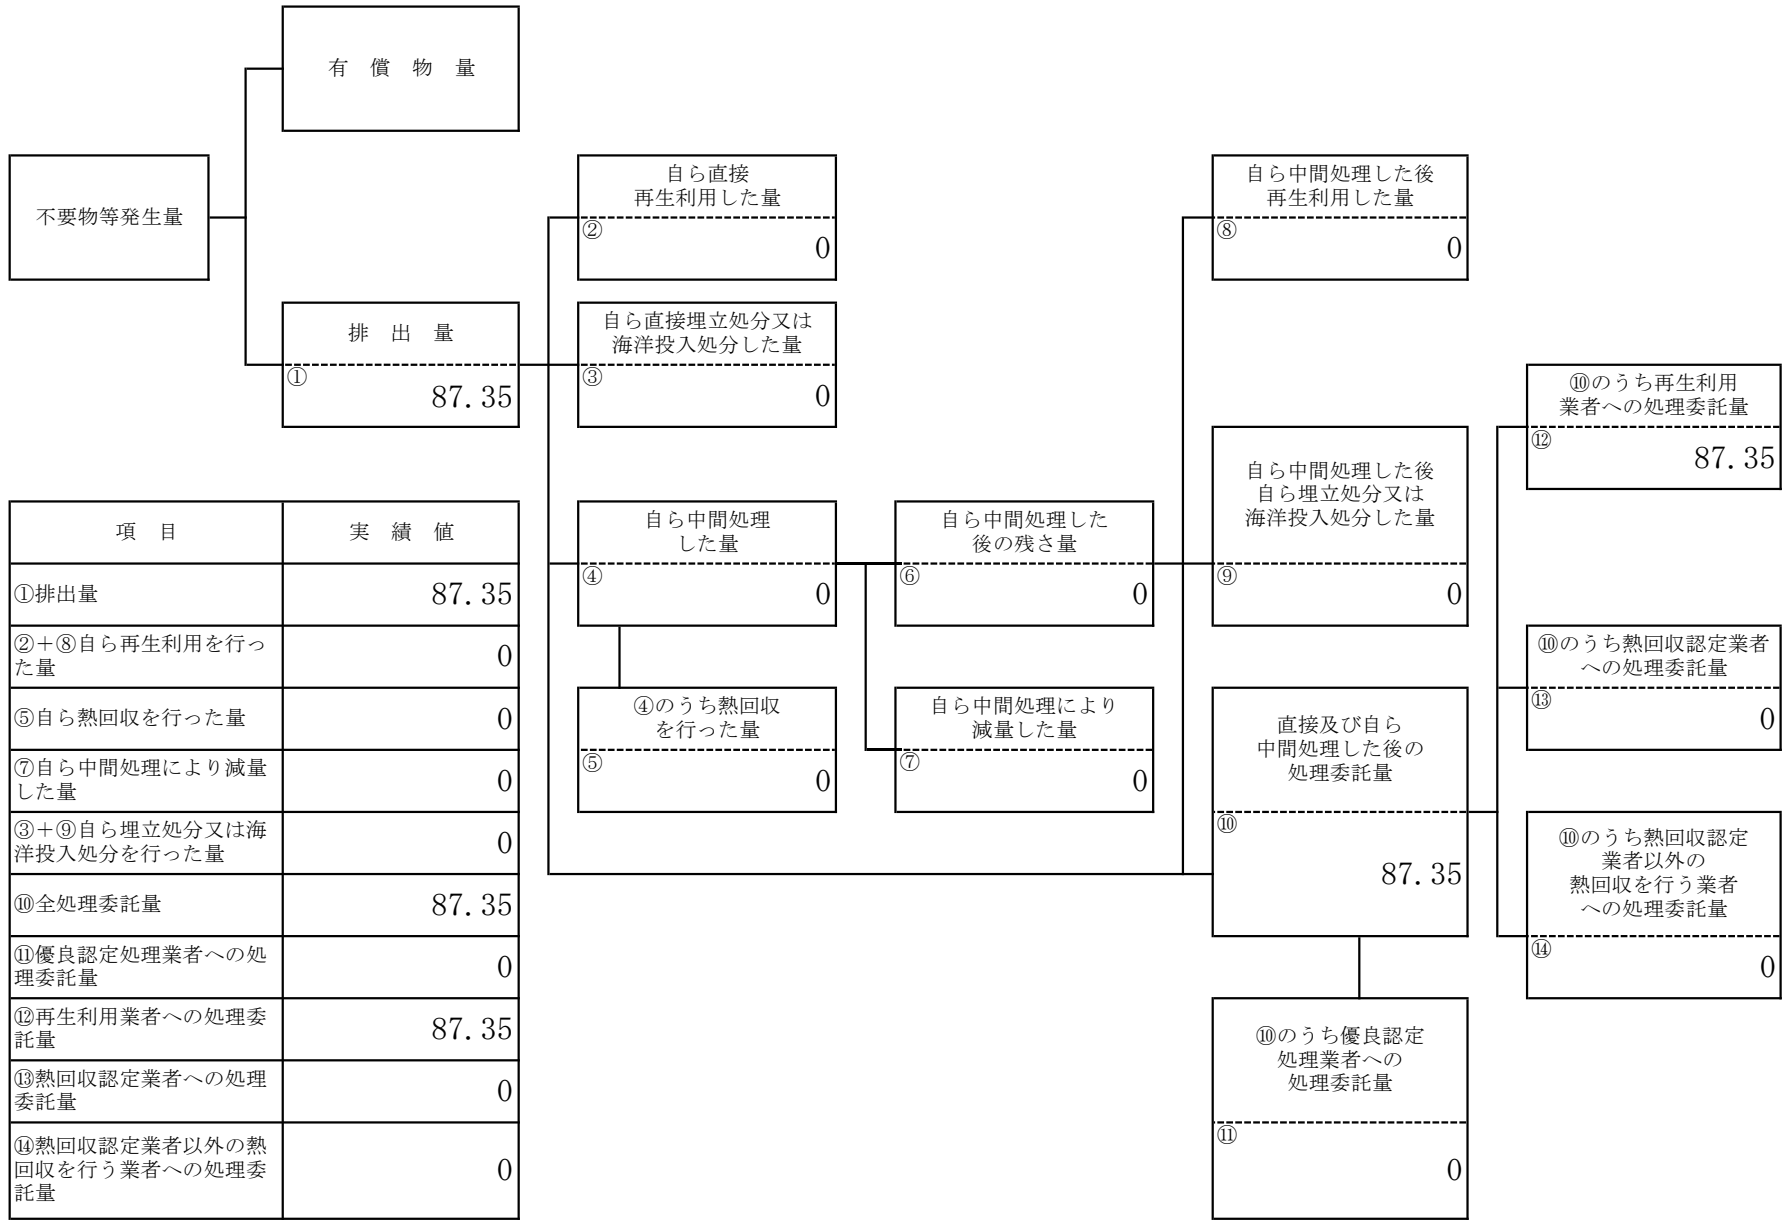 有　償　物　量
不要物等発生量
排　出　量
①
87.35
自ら直接
再生利用した量
②
0
自ら直接埋立処分又は
海洋投入処分した量
③
0
自ら中間処理
した量
④
0
④のうち熱回収
を行った量
⑤
0
自ら中間処理した
後の残さ量
⑥
0
自ら中間処理により
減量した量
⑦
0
自ら中間処理した後
再生利用した量
⑧
0
自ら中間処理した後
自ら埋立処分又は
海洋投入処分した量
⑨
0
直接及び自ら
中間処理した後の
処理委託量
⑩
87.35
⑩のうち優良認定
処理業者への
処理委託量
⑪
0
⑩のうち再生利用
業者への処理委託量
⑫
87.35
⑩のうち熱回収認定業者
への処理委託量
⑬
0
⑩のうち熱回収認定
業者以外の
熱回収を行う業者
への処理委託量
⑭
0
項　目　実　績　値
①排出量　87.35
②＋⑧自ら再生利用を行っ
た量
0
⑤自ら熱回収を行った量　0
⑦自ら中間処理により減量
した量
0
③＋⑨自ら埋立処分又は海
洋投入処分を行った量
0
⑩全処理委託量　87.35
⑪優良認定処理業者への処
理委託量
0
⑫再生利用業者への処理委
託量
87.35
⑬熱回収認定業者への処理
委託量
0
⑭熱回収認定業者以外の熱
回収を行う業者への処理委
託量
0